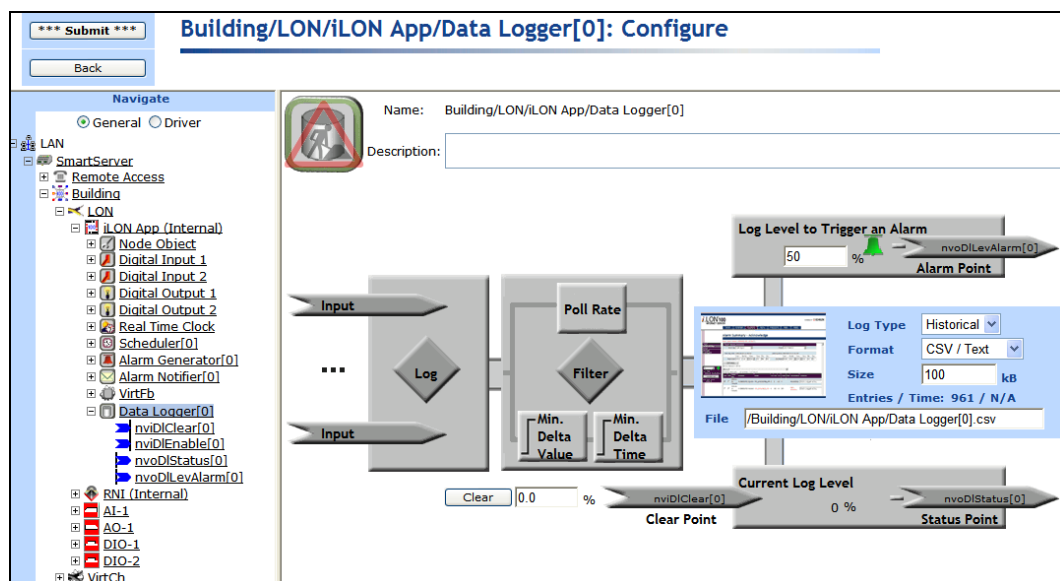 *** Submit ***
Back
Building/LON/iLON App/Data Logger[0]: Configure
Navigate
General Driver
LAN
SmartServer
Remote Access
Building
LON
iLON App (Internal)
Node Object
Digital Input 1
Digital Input 2
Digital Output 1
Digital Output 2
Real Time Clock
Scheduler[0]
Alarm Generator[0]
Alarm Notifier[0]
VirtFb
Data Logger[0]
nviDlClear[0]
nviDlEnable[0]
nvoDlStatus[0]
nvoDlLevAlarm[0]
RNI (Internal)
AI-1
AO-1
DIO-1
DIO-2
VirtCh
Name: Building/LON/iLON App/Data Logger[0]
Description:
Log Level to Trigger an Alarm
50 %
nvoDlLevAlarm[0]
Alarm Point
Input
...
Input
Log
Poll Rate
Filter
Min. Delta Value
Min. Delta Time
Log Type Historical
Format CSV / Text
Size 100 kB
Entries / Time: 961 / N/A
File /Building/LON/iLON App/Data Logger[0].csv
Clear 0.0 %
nviDlClear[0]
Clear Point
Current Log Level
0 %
nvoDlStatus[0]
Status Point